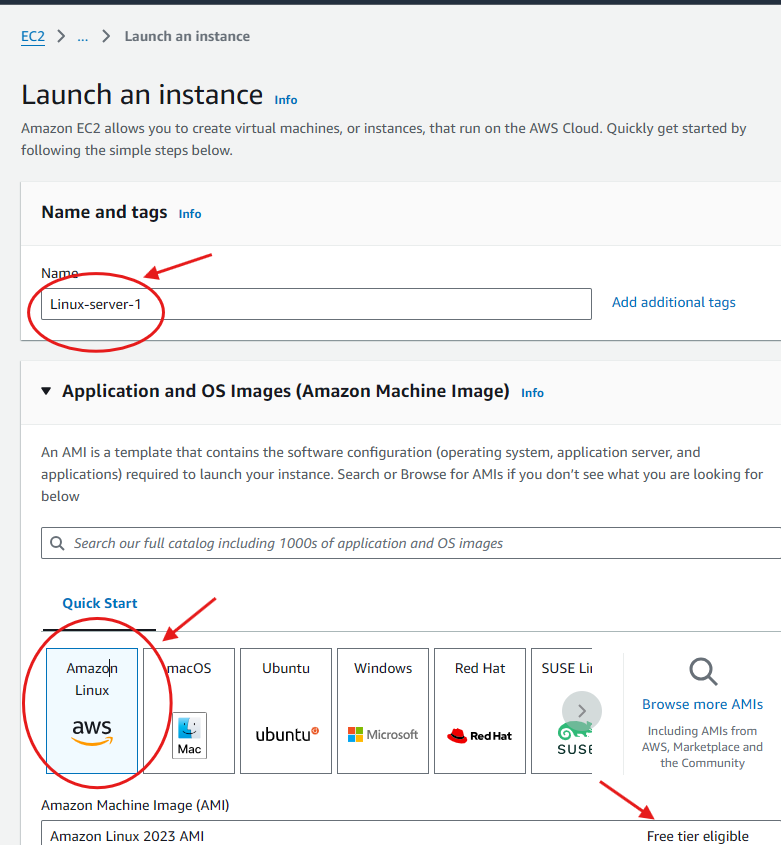 EC2 > ... > Launch an instance
Launch an instance Info
Amazon EC2 allows you to create virtual machines, or instances, that run on the AWS Cloud. Quickly get started by
following the simple steps below.
Name and tags Info
Name
Linux-server-1
Add additional tags
Application and OS Images (Amazon Machine Image) Info
An AMI is a template that contains the software configuration (operating system, application server, and
applications) required to launch your instance. Search or Browse for AMIs if you don’t see what you are looking for
below
Search our full catalog including 1000s of application and OS images
Quick Start
Amazon
Linux
aws
macOS
Mac
Ubuntu
ubuntu
Windows
Microsoft
Red Hat
Red Hat
SUSE Li
SUSE
Browse more AMIs
Including AMIs from
AWS, Marketplace and
the Community
Amazon Machine Image (AMI)
Amazon Linux 2023 AMI
Free tier eligible